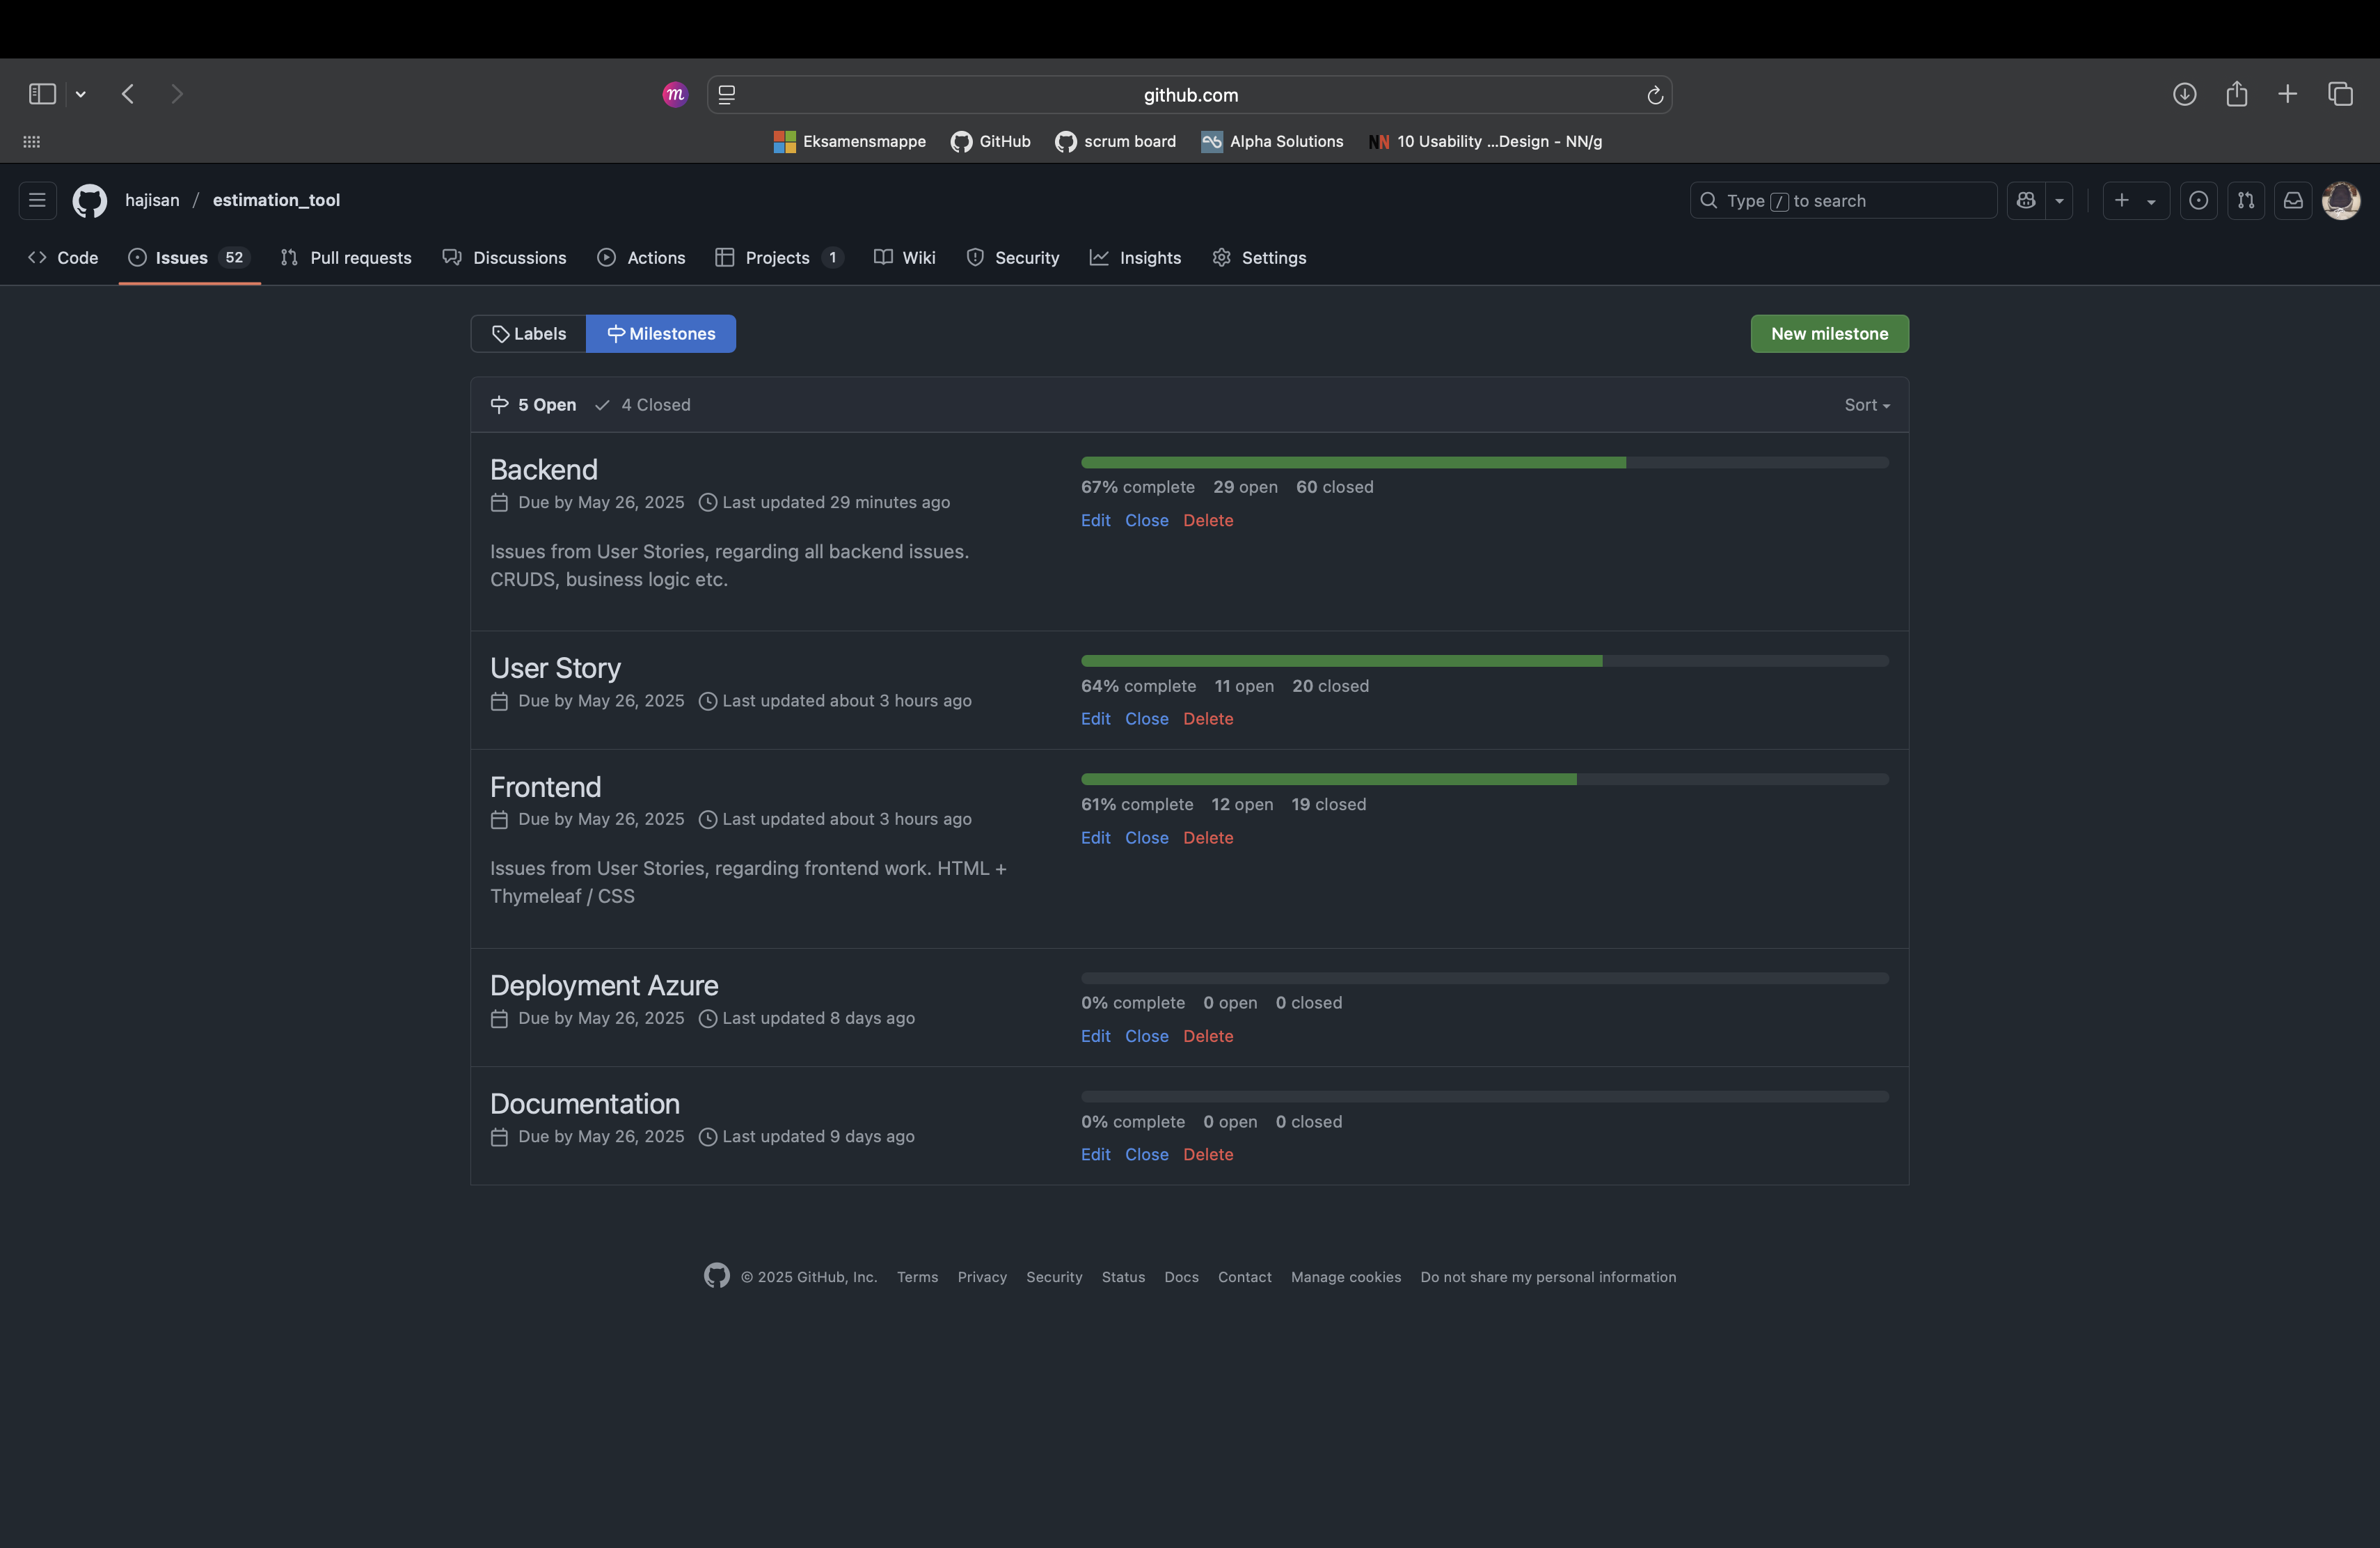 github.com
Eksamensmappe GitHub scrum board Alpha Solutions NN 10 Usability ...Design - NN/g
hajisan / estimation_tool Type / to search
Code Issues 52 Pull requests Discussions Actions Projects 1 Wiki Security Insights Settings
Labels Milestones New milestone
5 Open 4 Closed Sort
Backend
Due by May 26, 2025 Last updated 29 minutes ago
Issues from User Stories, regarding all backend issues.
CRUDS, business logic etc.
67% complete 29 open 60 closed
Edit Close Delete
User Story
Due by May 26, 2025 Last updated about 3 hours ago
64% complete 11 open 20 closed
Edit Close Delete
Frontend
Due by May 26, 2025 Last updated about 3 hours ago
Issues from User Stories, regarding frontend work. HTML +
Thymeleaf / CSS
61% complete 12 open 19 closed
Edit Close Delete
Deployment Azure
Due by May 26, 2025 Last updated 8 days ago
0% complete 0 open 0 closed
Edit Close Delete
Documentation
Due by May 26, 2025 Last updated 9 days ago
0% complete 0 open 0 closed
Edit Close Delete
© 2025 GitHub, Inc. Terms Privacy Security Status Docs Contact Manage cookies Do not share my personal information